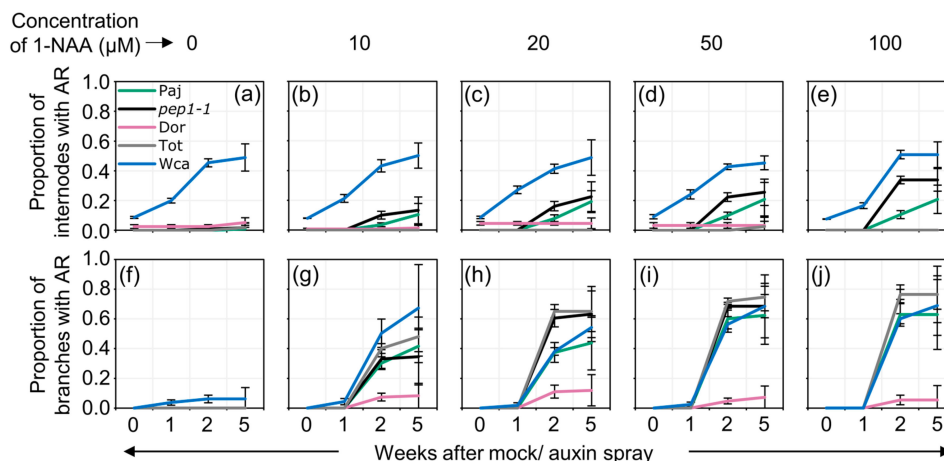 Concentration
of 1-NAA (µM) → 0 10 20 50 100
Proportion of
internodes with AR
1.0 (a) (b) (c) (d) (e)
0.8
0.6
0.4
0.2
0.0
Paj
pep1-1
Dor
Tot
Wca
Proportion of
branches with AR
1.0 (f) (g) (h) (i) (j)
0.8
0.6
0.4
0.2
0.0
0 1 2 5 0 1 2 5 0 1 2 5 0 1 2 5 0 1 2 5
Weeks after mock/ auxin spray